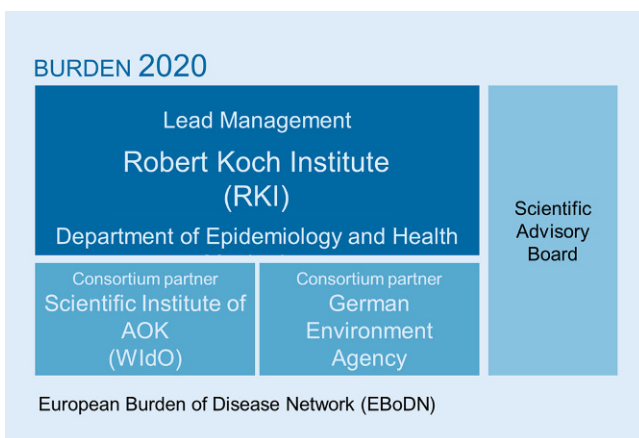 BURDEN 2020
Lead Management
Robert Koch Institute
(RKI)
Department of Epidemiology and Health
Consortium partner
Scientific Institute of
AOK
(WIdO)
Consortium partner
German
Environment
Agency
Scientific
Advisory
Board
European Burden of Disease Network (EBoDN)